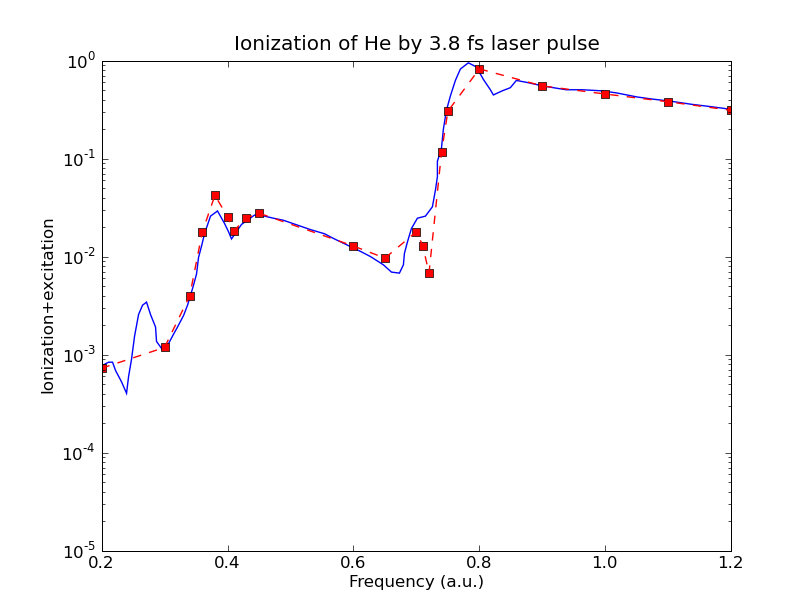 Ionization of He by 3.8 fs laser pulse
10^0
10^-1
10^-2
10^-3
10^-4
10^-5
Ionization+excitation
0.2 0.4 0.6 0.8 1.0 1.2
Frequency (a.u.)